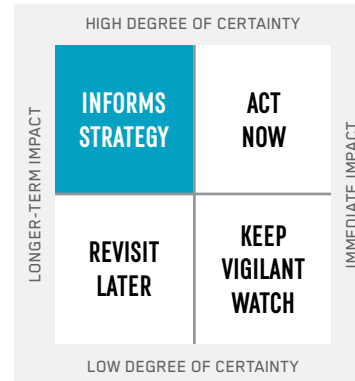 HIGH DEGREE OF CERTAINTY
LONGER-TERM IMPACT
INFORMS
STRATEGY
ACT
NOW
IMMEDIATE IMPACT
REVISIT
LATER
KEEP
VIGILANT
WATCH
LOW DEGREE OF CERTAINTY